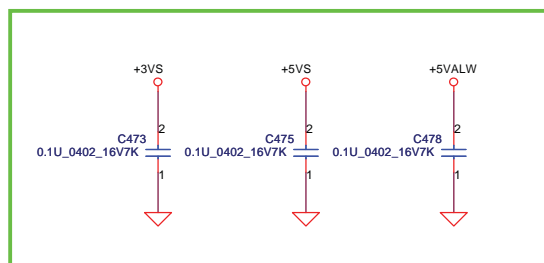 +3VS +5VS +5VALW
2 2 2
C473 C475 C478
0.1U_0402_16V7K 0.1U_0402_16V7K 0.1U_0402_16V7K
1 1 1